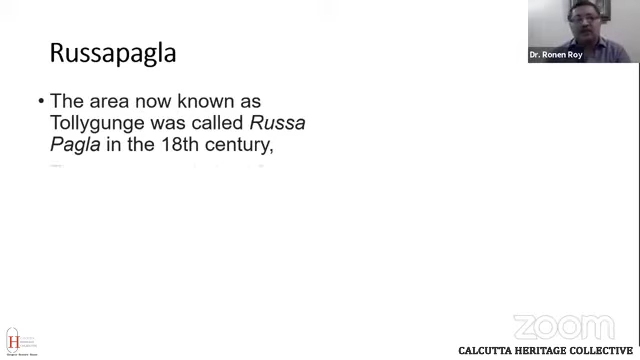 Russapagla
Dr. Ronen Roy
• The area now known as
Tollygunge was called Russa
Pagla in the 18th century,
H
zoom
CALCUTTA HERITAGE COLLECTIVE